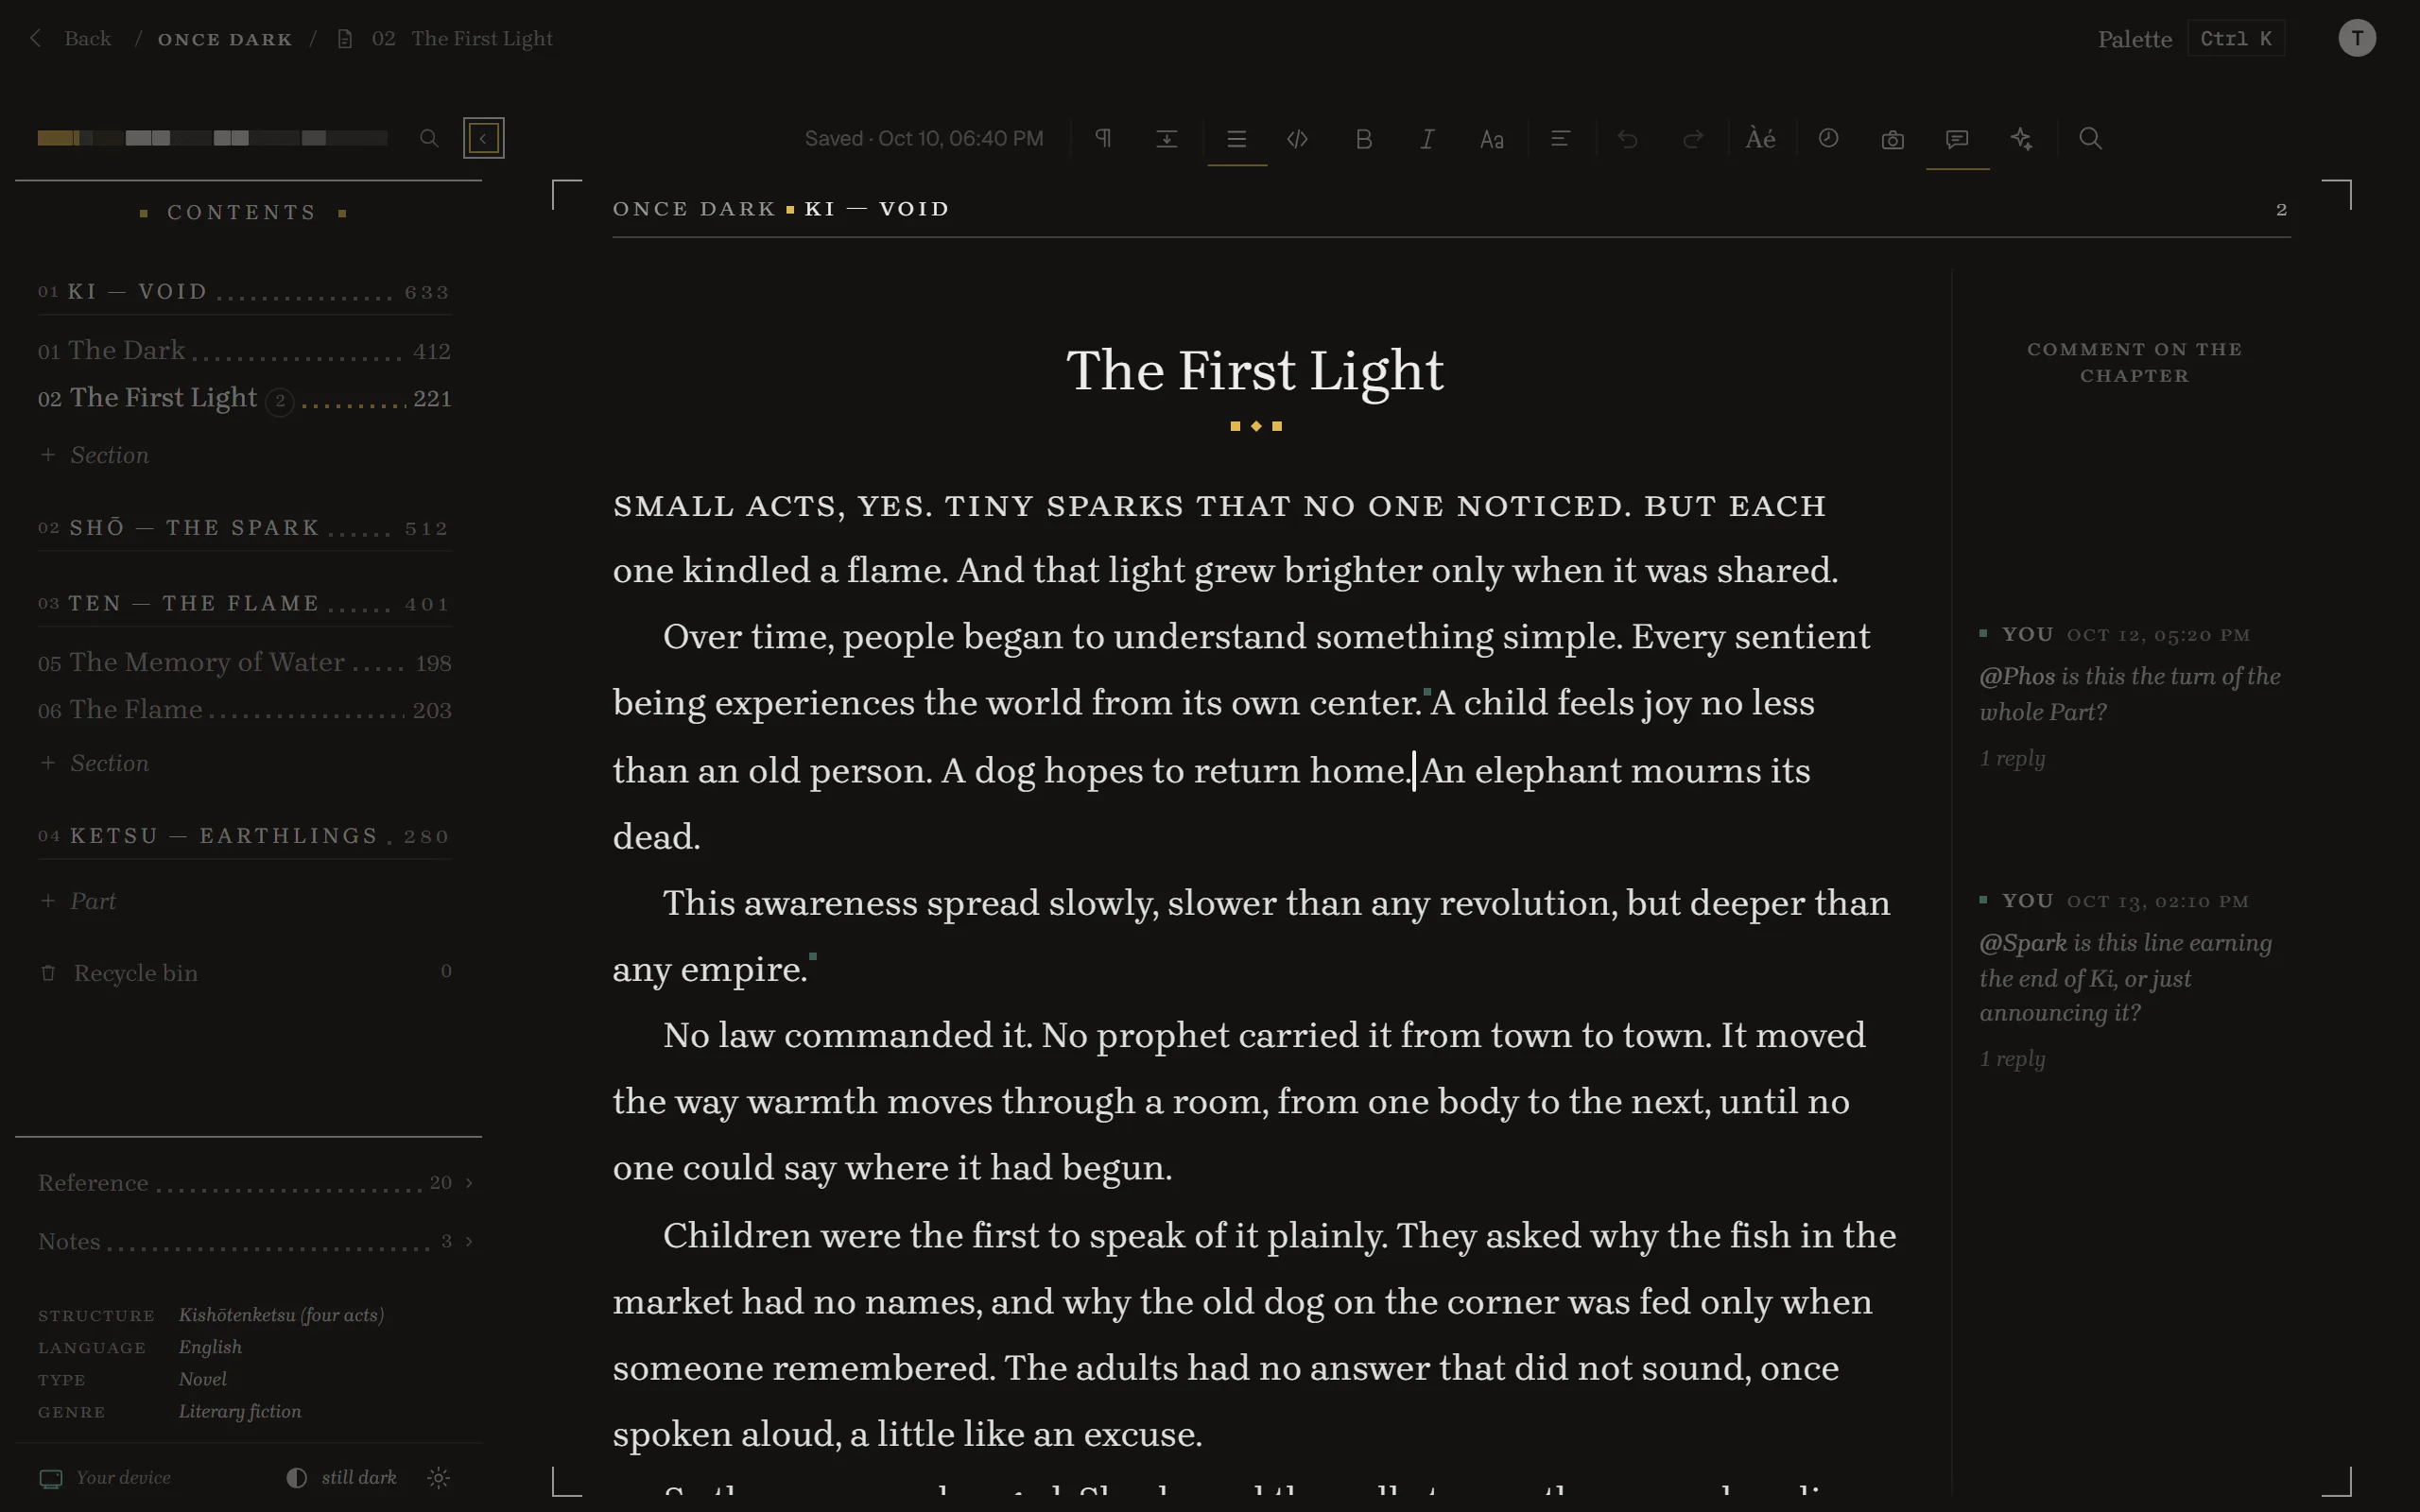 Back / ONCE DARK / 02 The First Light
Palette Ctrl K
T
Saved · Oct 10, 06:40 PM
Aa
Àé
CONTENTS
01 KI — VOID 633
01 The Dark 412
02 The First Light 2 221
+ Section
02 SHŌ — THE SPARK 512
03 TEN — THE FLAME 401
05 The Memory of Water 198
06 The Flame 203
+ Section
04 KETSU — EARTHLINGS 280
+ Part
Recycle bin 0
Reference 20
Notes 3
STRUCTURE Kishōtenketsu (four acts)
LANGUAGE English
TYPE Novel
GENRE Literary fiction
Your device
still dark
ONCE DARK KI — VOID 2
The First Light
SMALL ACTS, YES. TINY SPARKS THAT NO ONE NOTICED. BUT EACH
one kindled a flame. And that light grew brighter only when it was shared.
Over time, people began to understand something simple. Every sentient
being experiences the world from its own center. A child feels joy no less
than an old person. A dog hopes to return home. An elephant mourns its
dead.
This awareness spread slowly, slower than any revolution, but deeper than
any empire.
No law commanded it. No prophet carried it from town to town. It moved
the way warmth moves through a room, from one body to the next, until no
one could say where it had begun.
Children were the first to speak of it plainly. They asked why the fish in the
market had no names, and why the old dog on the corner was fed only when
someone remembered. The adults had no answer that did not sound, once
spoken aloud, a little like an excuse.
COMMENT ON THE
CHAPTER
YOU OCT 12, 05:20 PM
@Phos is this the turn of the
whole Part?
1 reply
YOU OCT 13, 02:10 PM
@Spark is this line earning
the end of Ki, or just
announcing it?
1 reply